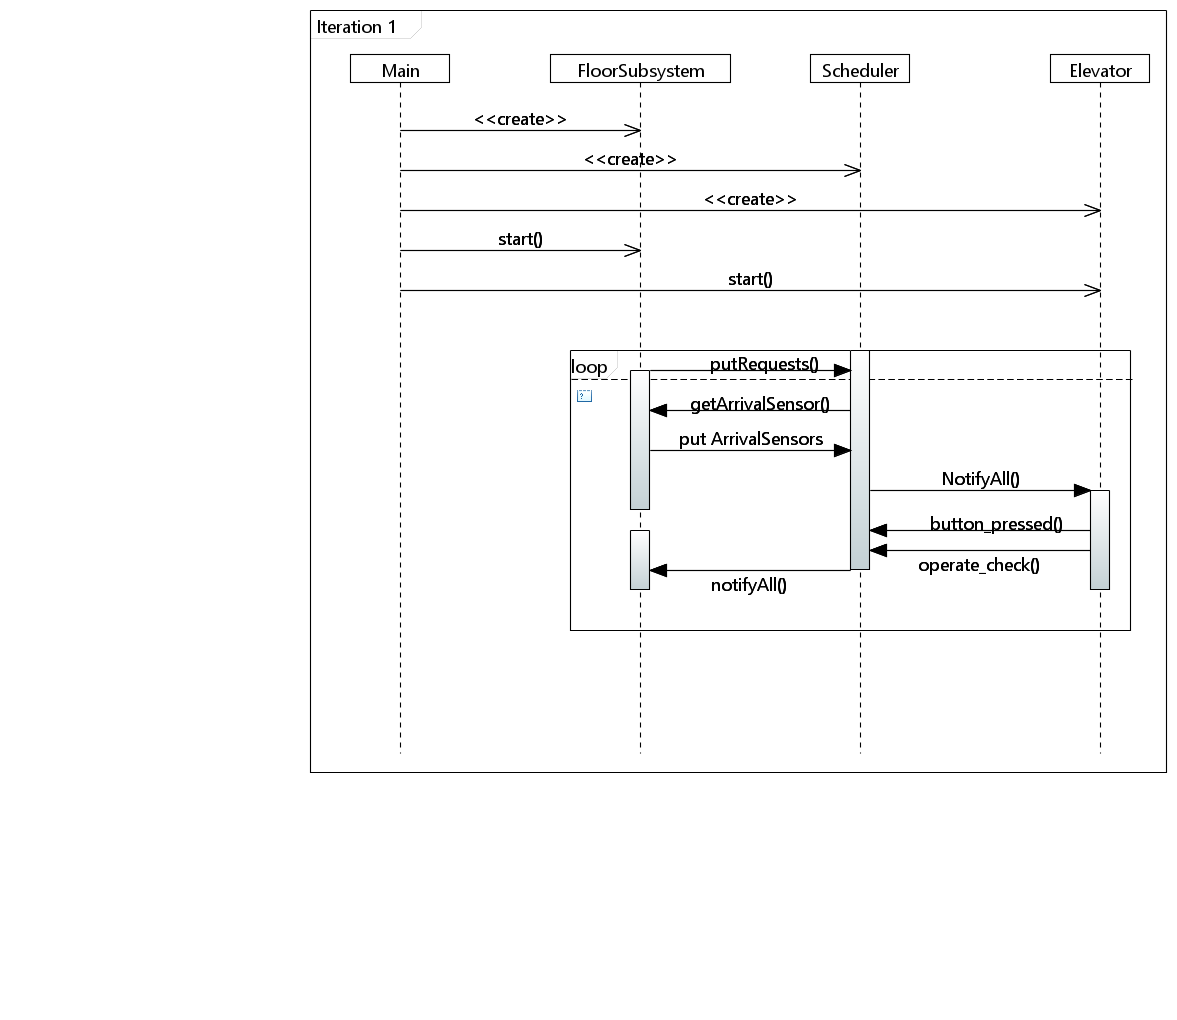 Iteration 1
Main
FloorSubsystem
Scheduler
Elevator
<<create>>
<<create>>
<<create>>
start()
start()
loop
putRequests()
?
getArrivalSensor()
put ArrivalSensors
NotifyAll()
button_pressed()
operate_check()
notifyAll()